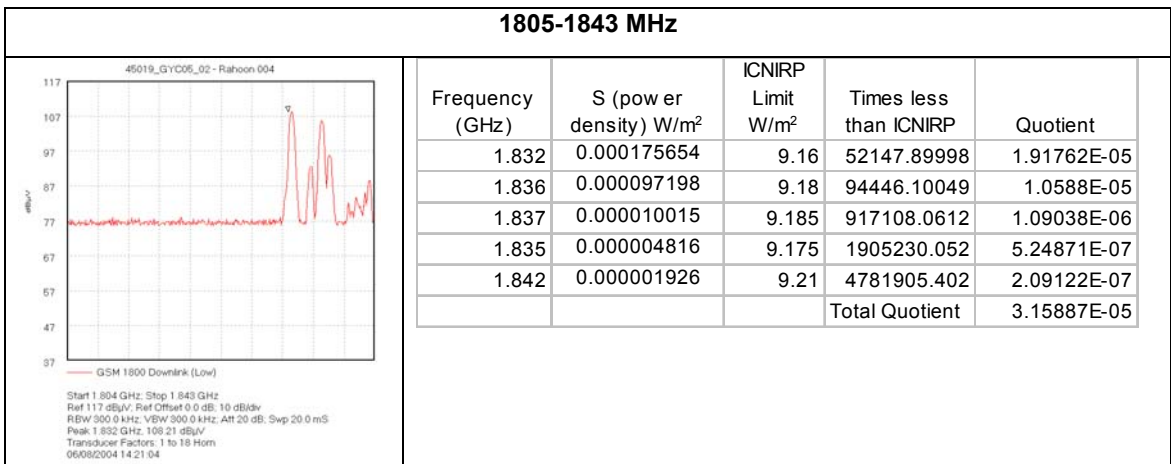 1805-1843 MHz
45019_GYC05_02 - Rahoon 004
117
107
97
87
77
67
57
47
37
dBµV
GSM 1800 Downlink (Low)
Start 1.804 GHz; Stop 1.843 GHz
Ref 117 dBµV; Ref Offset 0.0 dB; 10 dB/div
RBW 300.0 kHz; VBW 300.0 kHz; Att 20 dB; Swp 20.0 mS
Peak 1.832 GHz, 108.21 dBµV
Transducer Factors: 1 to 18 Horn
06/08/2004 14:21:04
Frequency (GHz) S (pow er density) W/m² ICNIRP Limit W/m² Times less than ICNIRP Quotient
1.832 0.000175654 9.16 52147.89998 1.91762E-05
1.836 0.000097198 9.18 94446.10049 1.0588E-05
1.837 0.000010015 9.185 917108.0612 1.09038E-06
1.835 0.000004816 9.175 1905230.052 5.24871E-07
1.842 0.000001926 9.21 4781905.402 2.09122E-07
Total Quotient 3.15887E-05